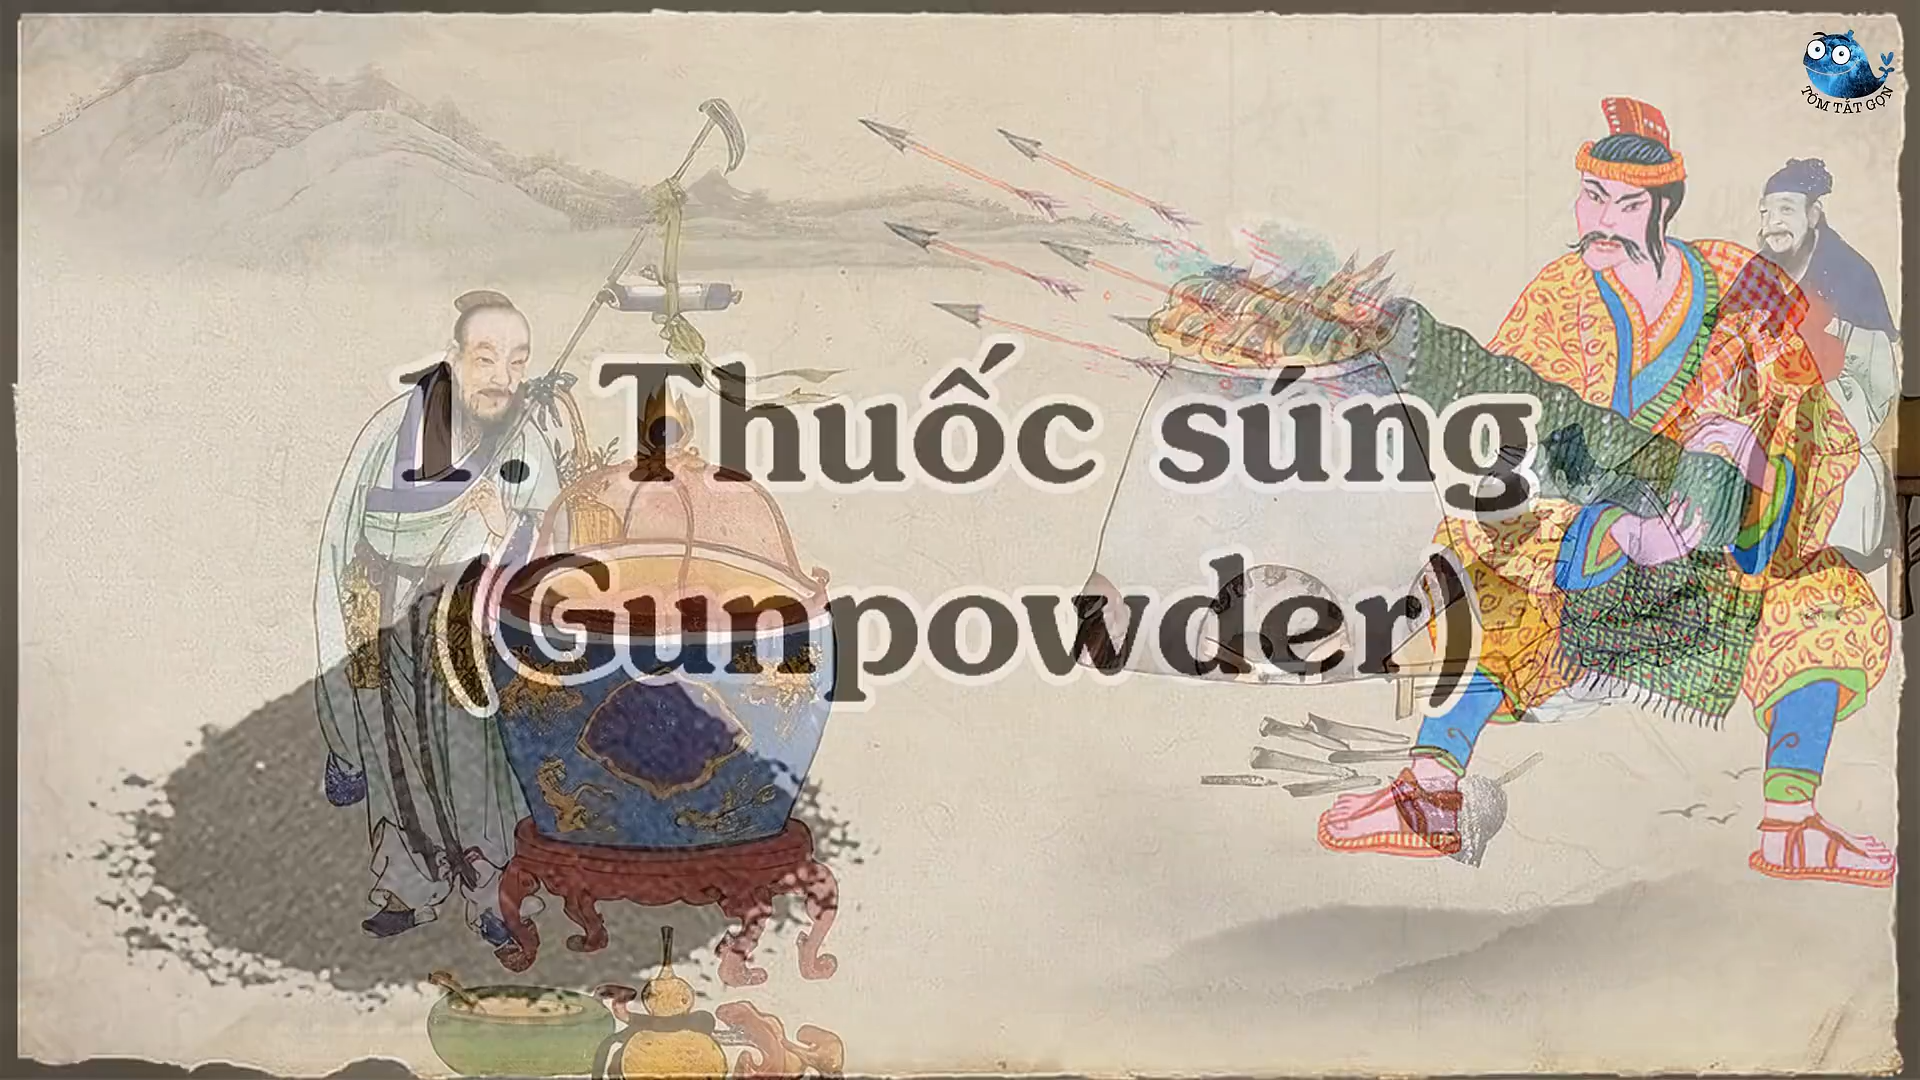 TÓM TẮT GỌN
1. Thuốc súng
(Gunpowder)